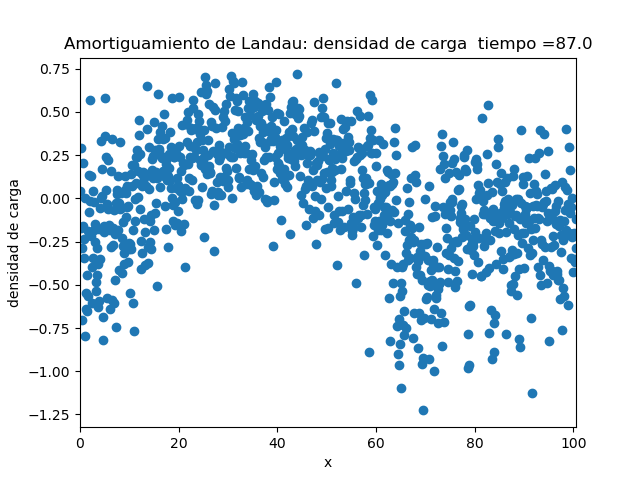 Amortiguamiento de Landau: densidad de carga  tiempo =87.0
0.75
0.50
0.25
0.00
−0.25
−0.50
−0.75
−1.00
−1.25
densidad de carga
0 20 40 60 80 100
x